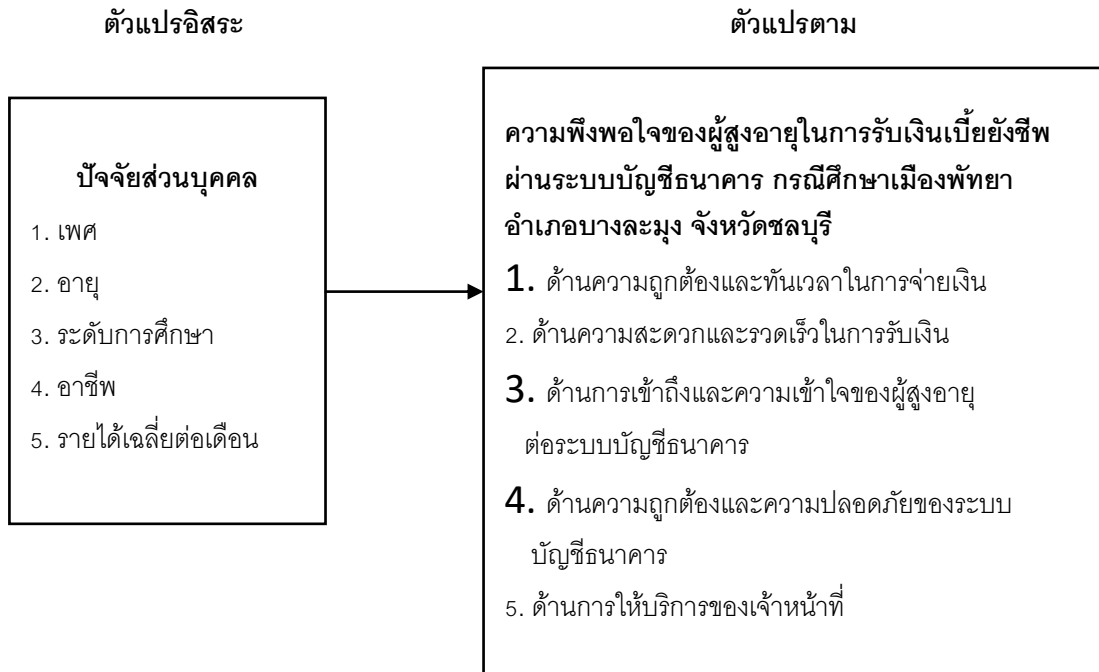 ตัวแปรอิสระ
ตัวแปรตาม
ปัจจัยส่วนบุคคล
1. เพศ
2. อายุ
3. ระดับการศึกษา
4. อาชีพ
5. รายได้เฉลี่ยต่อเดือน
ความพึงพอใจของผู้สูงอายุในการรับเงินเบี้ยยังชีพ
ผ่านระบบบัญชีธนาคาร กรณีศึกษาเมืองพัทยา
อำเภอบางละมุง จังหวัดชลบุรี
1. ด้านความถูกต้องและทันเวลาในการจ่ายเงิน
2. ด้านความสะดวกและรวดเร็วในการรับเงิน
3. ด้านการเข้าถึงและความเข้าใจของผู้สูงอายุ
ต่อระบบบัญชีธนาคาร
4. ด้านความถูกต้องและความปลอดภัยของระบบ
บัญชีธนาคาร
5. ด้านการให้บริการของเจ้าหน้าที่